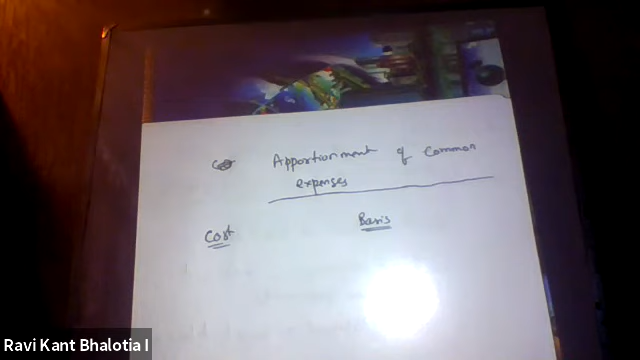 Apportionment of common
expenses
Cost Basis
Ravi Kant Bhalotia I